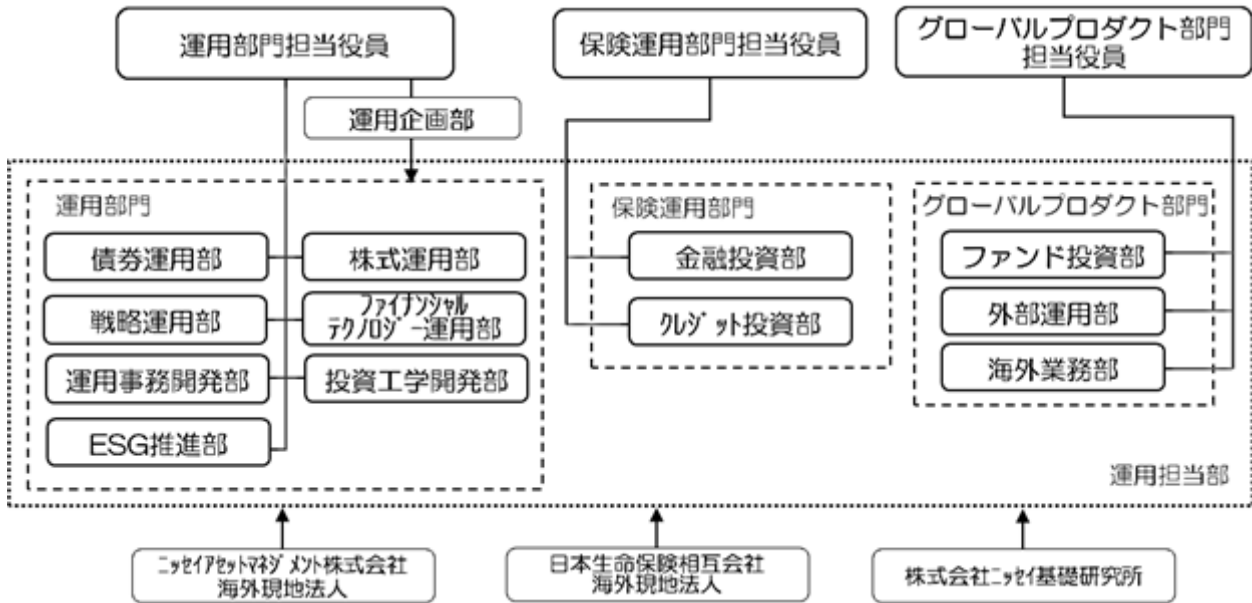 運用部門担当役員
保険運用部門担当役員
グローバルプロダクト部門
担当役員
運用企画部
運用部門
債券運用部
株式運用部
戦略運用部
ファイナンシャル
テクノロジー運用部
運用事務開発部
投資工学開発部
ESG推進部
保険運用部門
金融投資部
クレジット投資部
グローバルプロダクト部門
ファンド投資部
外部運用部
海外業務部
運用担当部
ニッセイアセットマネジメント株式会社
海外現地法人
日本生命保険相互会社
海外現地法人
株式会社ニッセイ基礎研究所